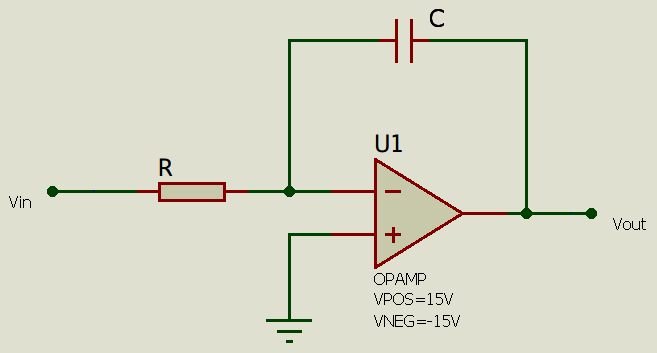 C
U1
R
Vin
Vout
OPAMP
VPOS=15V
VNEG=-15V